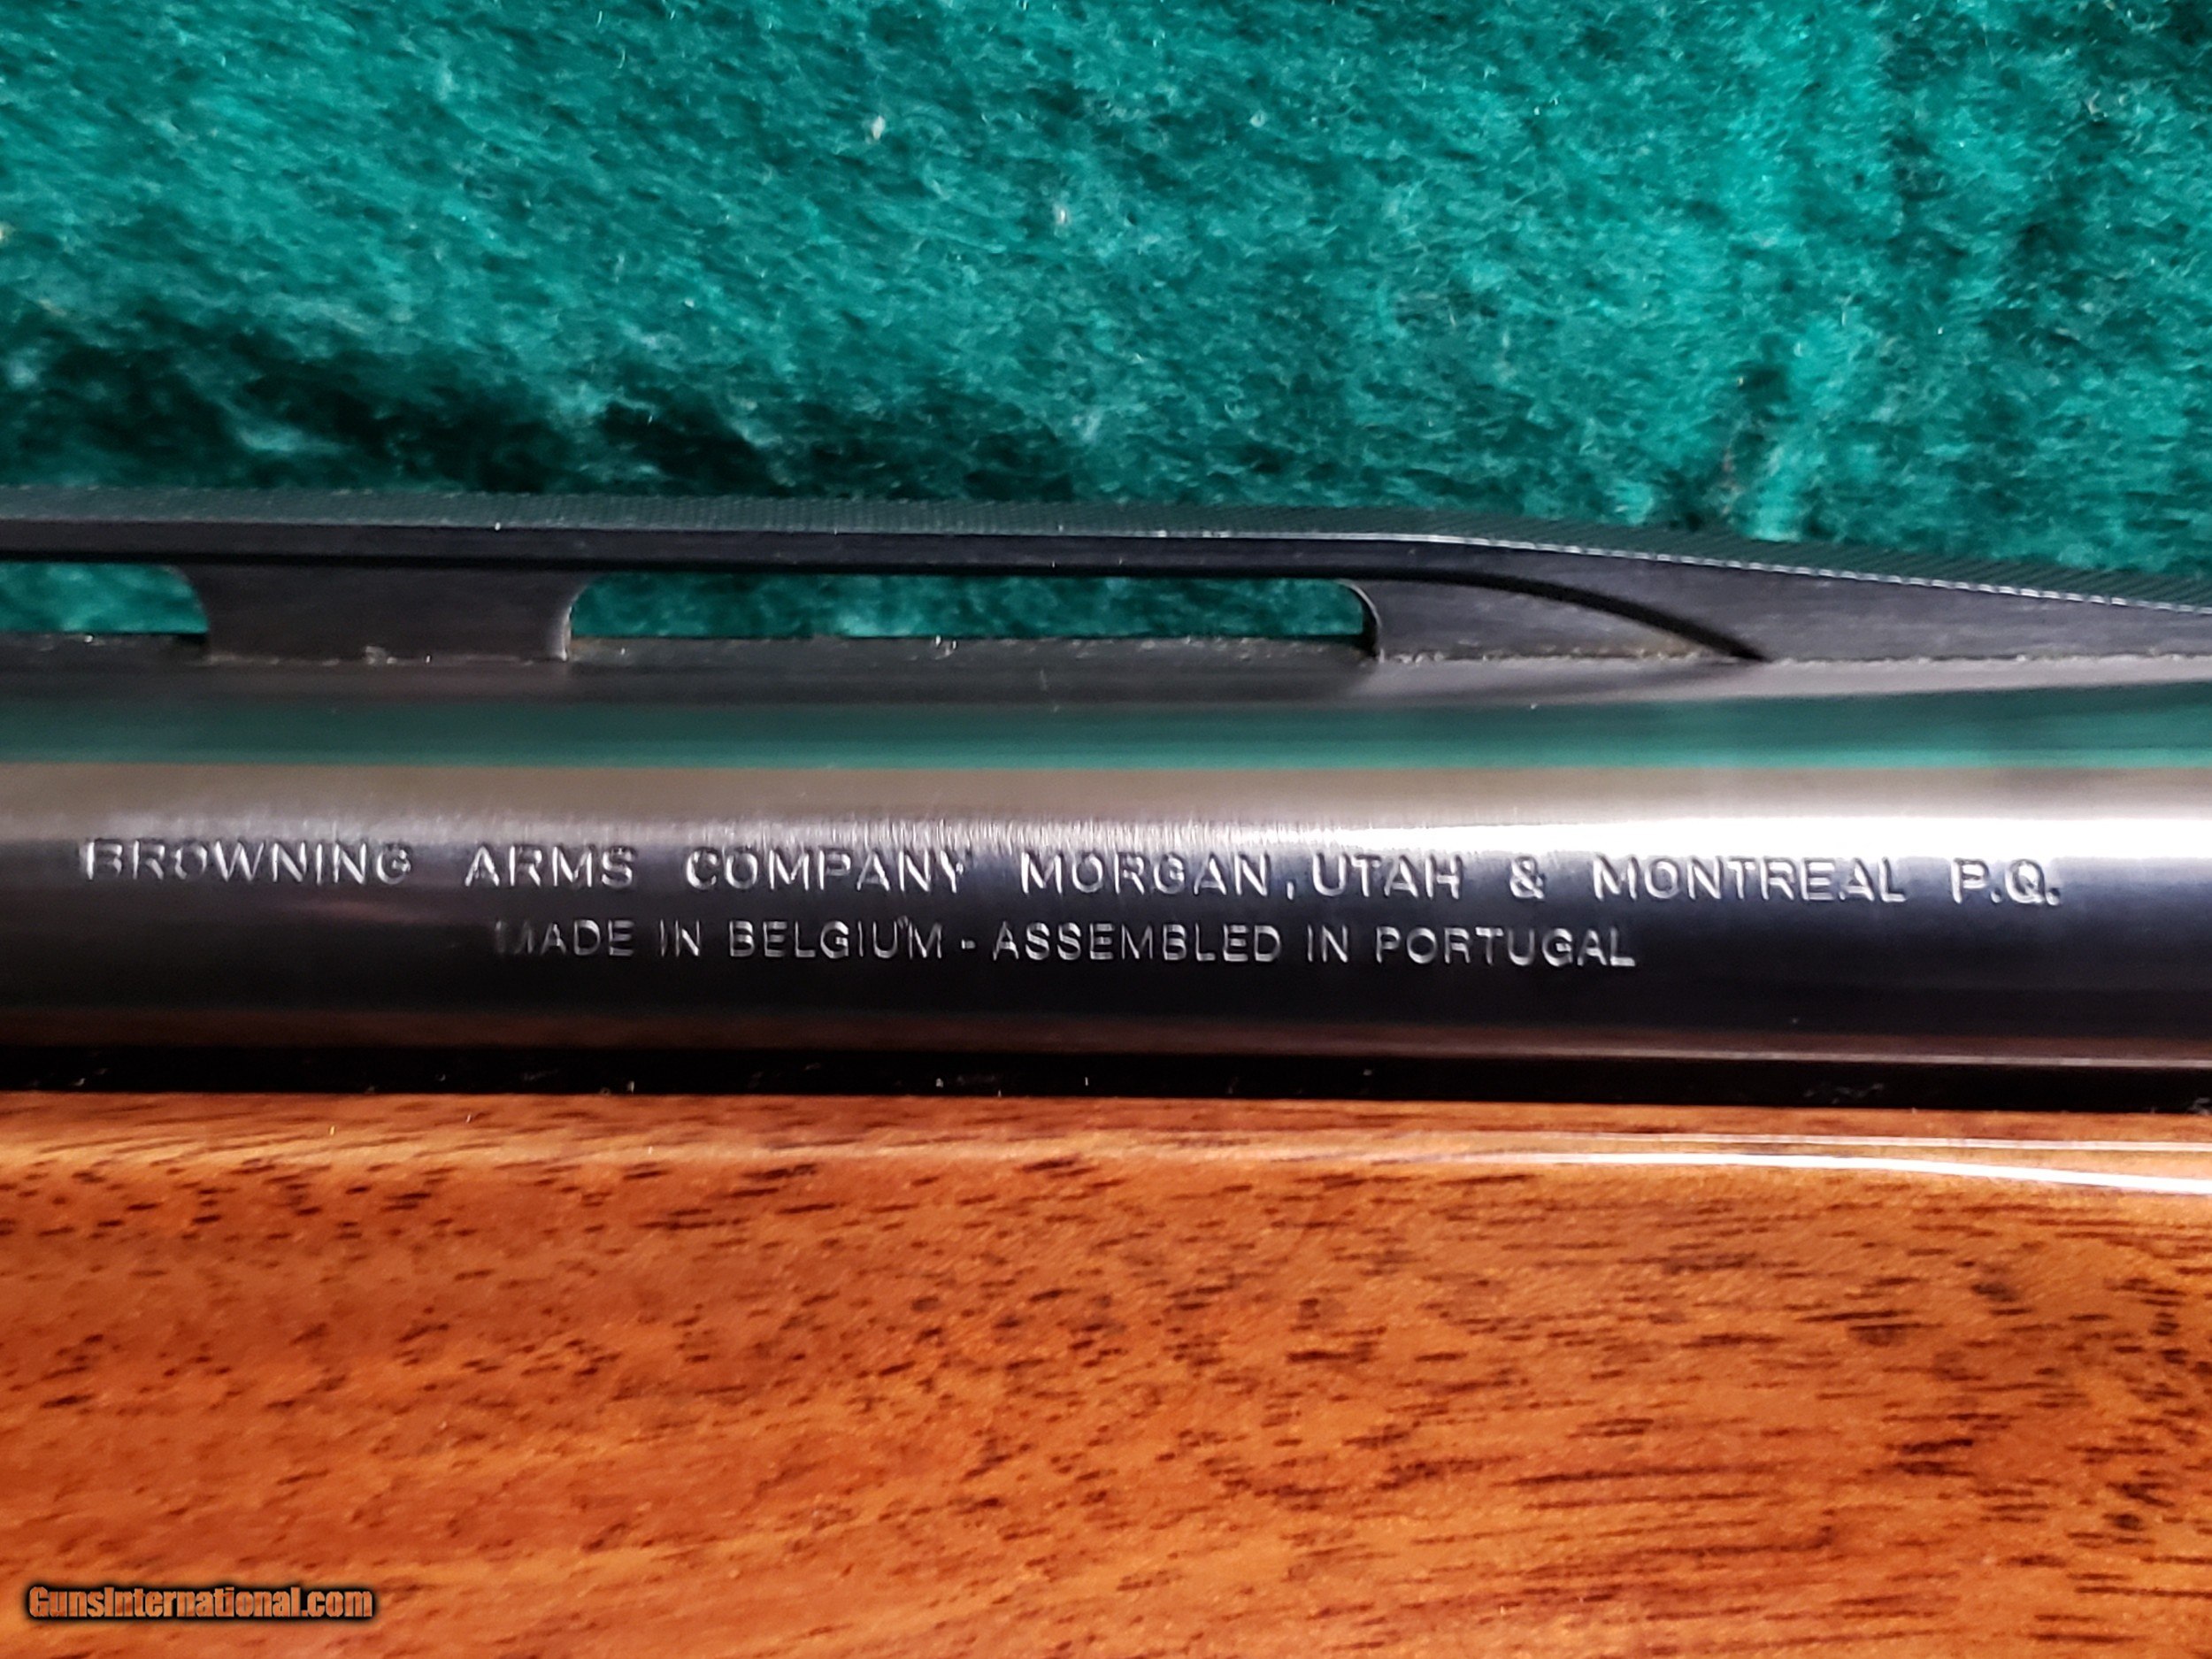 BROWNING ARMS COMPANY MORGAN, UTAH & MONTREAL P.Q.
MADE IN BELGIUM - ASSEMBLED IN PORTUGAL
GunsInternational.com